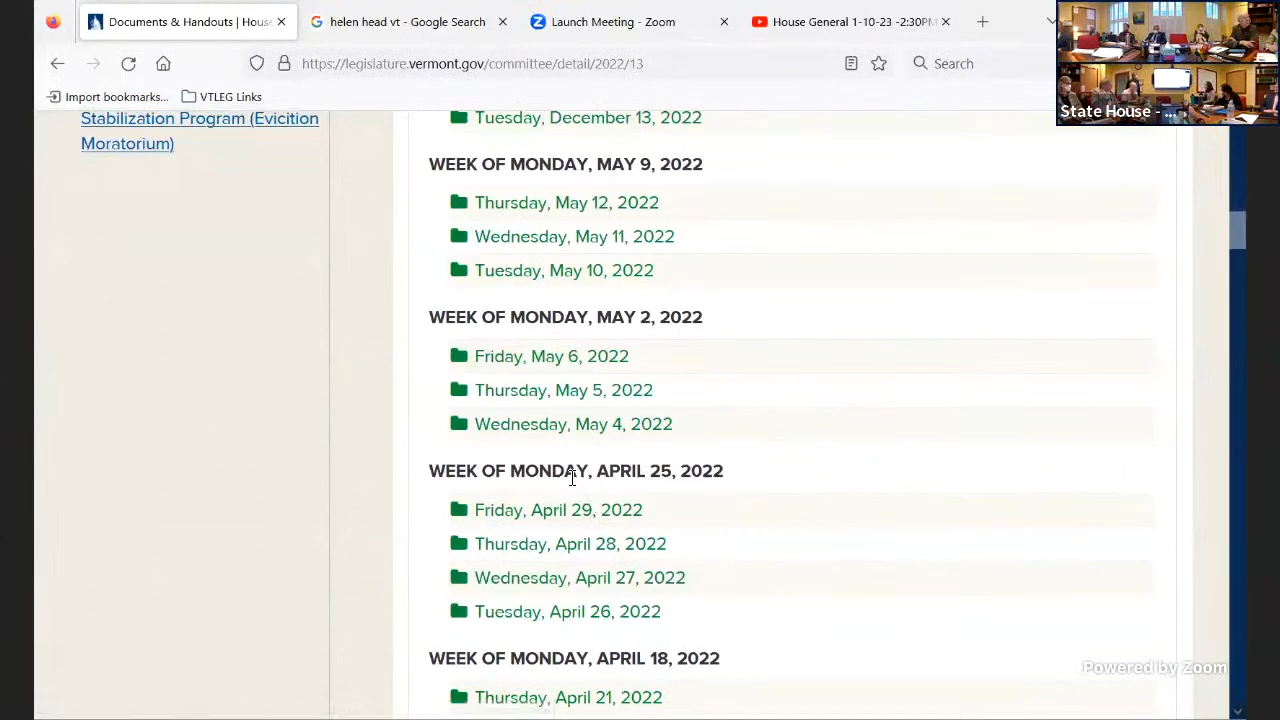 Documents & Handouts | House
helen head vt - Google Search
Launch Meeting - Zoom
House General 1-10-23 -2:30PM
https://legislature.vermont.gov/committee/detail/2022/13
Search
Import bookmarks...
VTLEG Links
State House - ...
Stabilization Program (Evicition
Moratorium)
Tuesday, December 13, 2022
WEEK OF MONDAY, MAY 9, 2022
Thursday, May 12, 2022
Wednesday, May 11, 2022
Tuesday, May 10, 2022
WEEK OF MONDAY, MAY 2, 2022
Friday, May 6, 2022
Thursday, May 5, 2022
Wednesday, May 4, 2022
WEEK OF MONDAY, APRIL 25, 2022
Friday, April 29, 2022
Thursday, April 28, 2022
Wednesday, April 27, 2022
Tuesday, April 26, 2022
WEEK OF MONDAY, APRIL 18, 2022
Thursday, April 21, 2022
Powered by Zoom